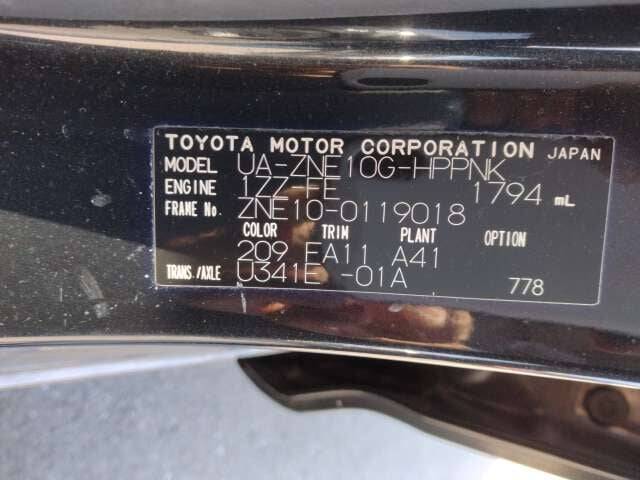 TOYOTA MOTOR CORPORATION JAPAN
MODEL UA-ZNE10G-HPPNK
ENGINE 1ZZ-FE 1794 mL
FRAME No. ZNE10-0119018
COLOR TRIM PLANT OPTION
209 EA11 A41
TRANS./AXLE U341E -01A 778